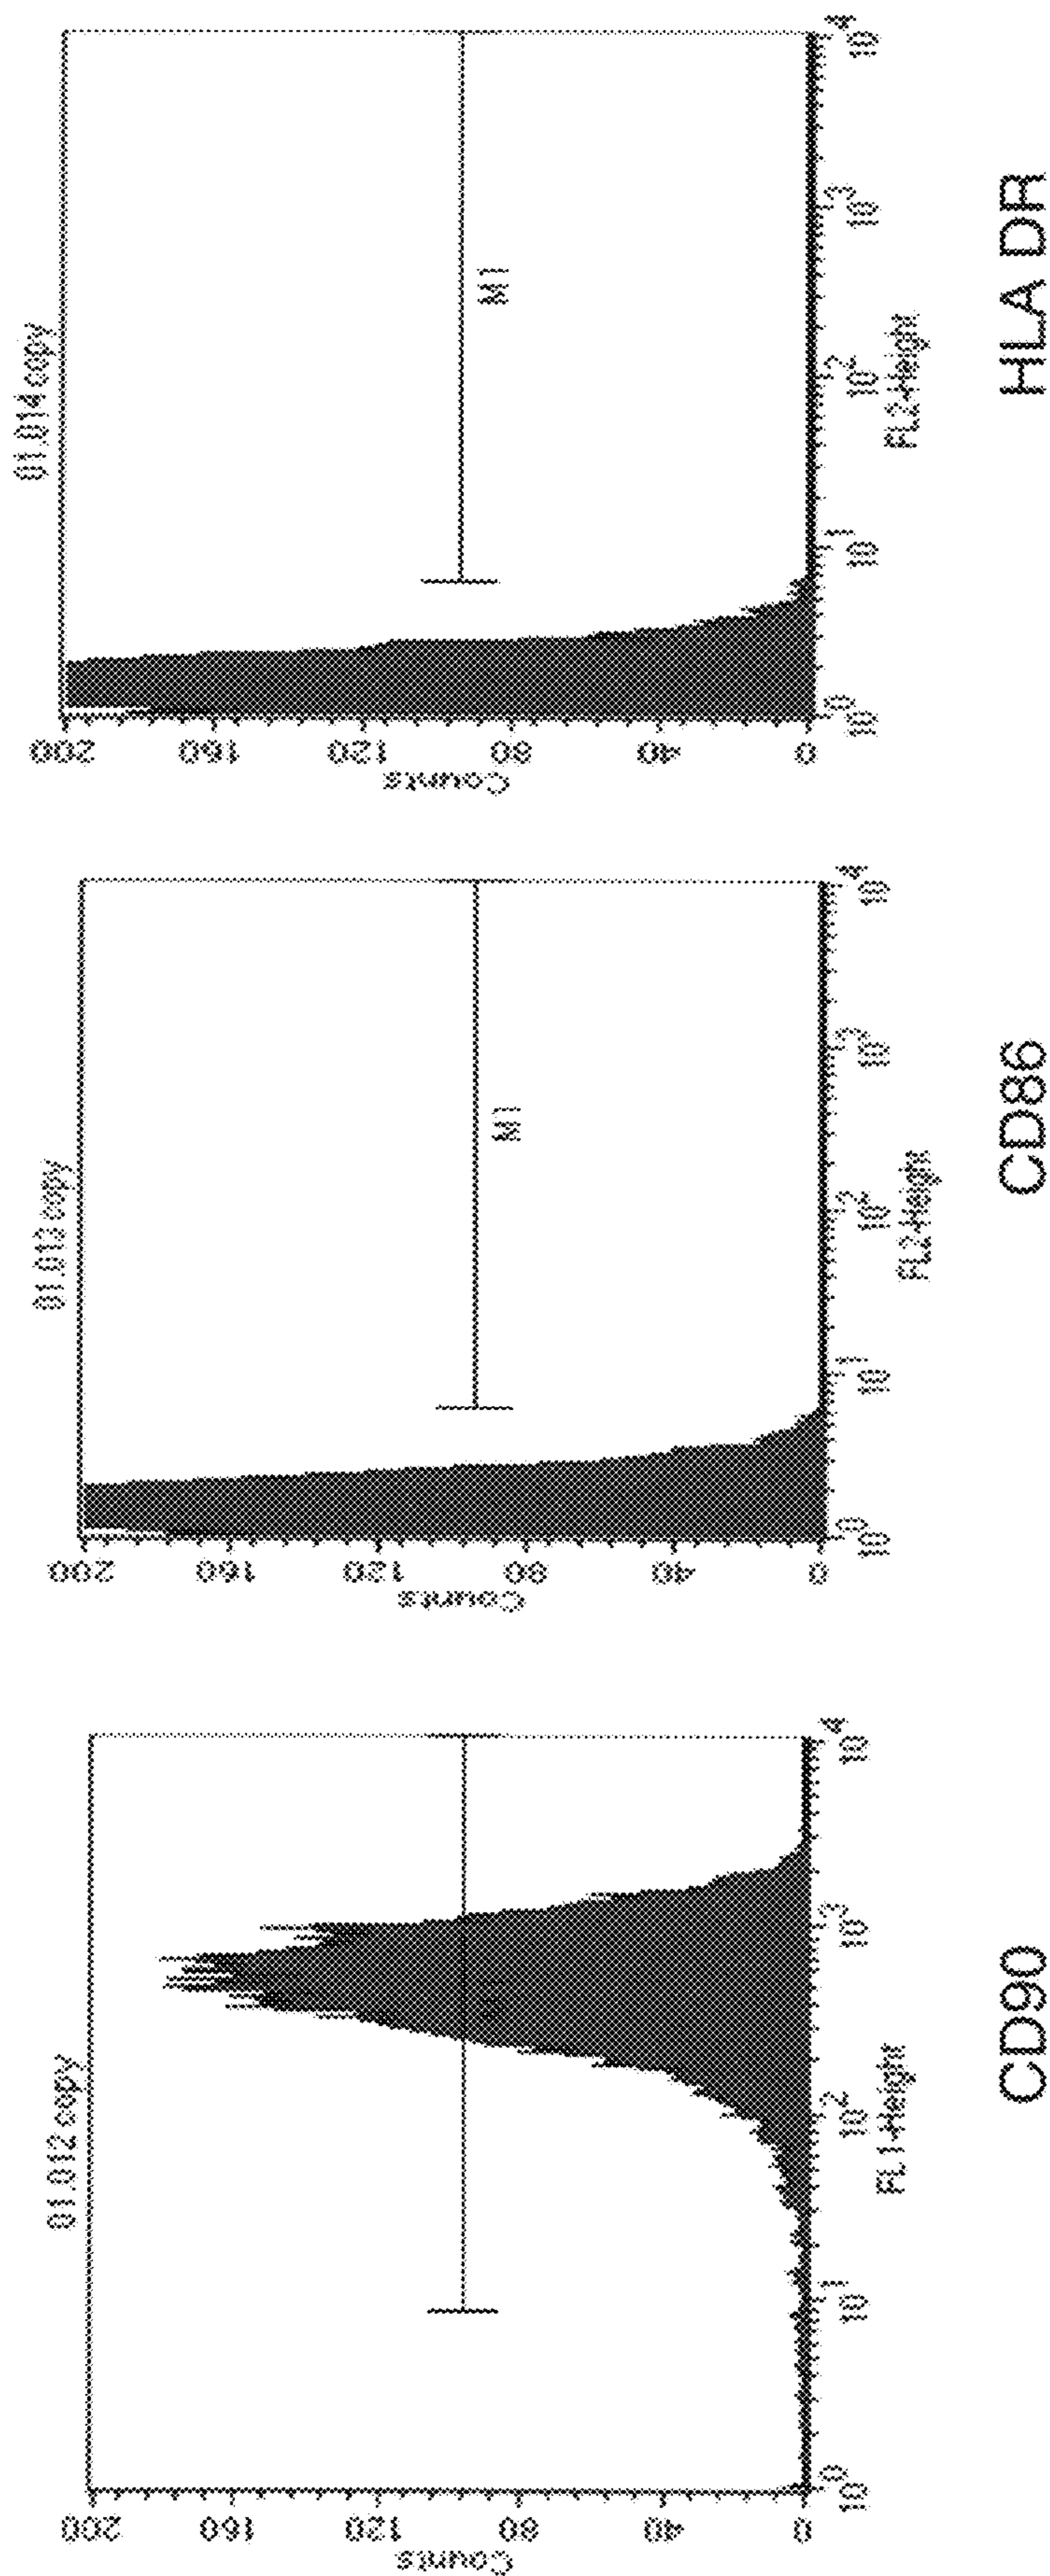 01.012 copy
200
160
120
80
40
0
Counts
M1
10^0
10^1
10^2
10^3
10^4
FL1-Height
CD90
01.013 copy
200
160
120
80
40
0
Counts
M1
10^0
10^1
10^2
10^3
10^4
FL2-Height
CD86
01.014 copy
200
160
120
80
40
0
Counts
M1
10^0
10^1
10^2
10^3
10^4
FL2-Height
HLA DR